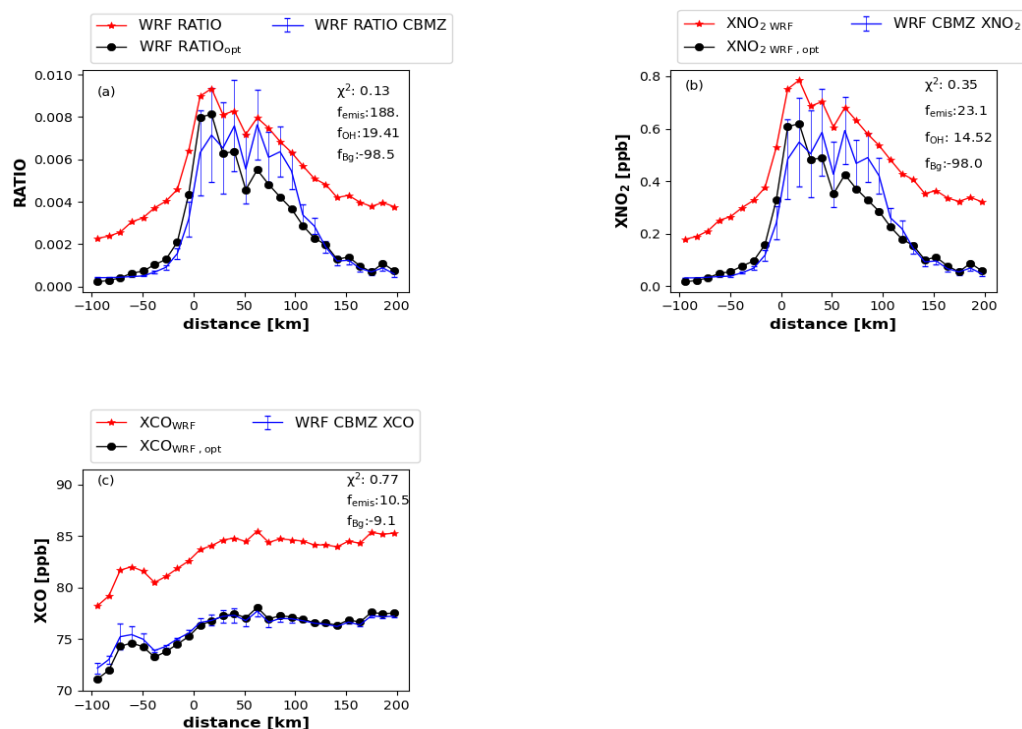 WRF RATIO WRF RATIO CBMZ
WRF RATIO_opt
(a)
χ²: 0.13
f_emis:188.
f_OH:19.41
f_Bg:-98.5
0.010
0.008
0.006
0.004
0.002
0.000
RATIO
−100 −50 0 50 100 150 200
distance [km]
XNO₂ WRF WRF CBMZ XNO₂
XNO₂ WRF, opt
(b)
χ²: 0.35
f_emis:23.1
f_OH: 14.52
f_Bg:-98.0
0.8
0.6
0.4
0.2
0.0
XNO₂ [ppb]
−100 −50 0 50 100 150 200
distance [km]
XCO_WRF WRF CBMZ XCO
XCO_WRF , opt
(c)
χ²: 0.77
f_emis:10.5
f_Bg:-9.1
90
85
80
75
70
XCO [ppb]
−100 −50 0 50 100 150 200
distance [km]